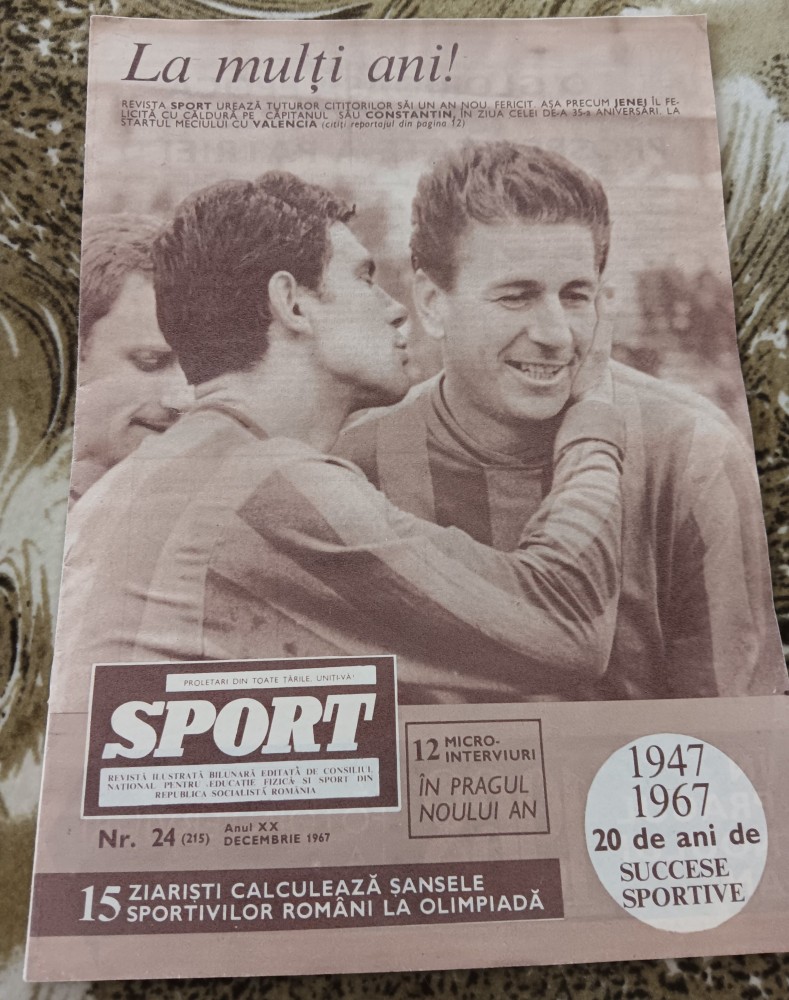 La mulți ani!
REVISTA SPORT UREAZĂ TUTUROR CITITORILOR SĂI UN AN NOU, FERICIT, AȘA PRECUM JENEI ÎL FE-
LICITĂ CU CĂLDURĂ PE CĂPITANUL SĂU CONSTANTIN, ÎN ZIUA CELEI DE-A 35-a ANIVERSĂRI, LA
STARTUL MECIULUI CU VALENCIA (citiți reportajul din pagina 12)
PROLETARI DIN TOATE ȚĂRILE, UNIȚI-VĂ!
SPORT
REVISTĂ ILUSTRATĂ BILUNARĂ EDITATĂ DE CONSILIUL
NAȚIONAL PENTRU EDUCAȚIE FIZICĂ ȘI SPORT DIN
REPUBLICA SOCIALISTĂ ROMÂNIA
Nr. 24 (215) Anul XX
DECEMBRIE 1967
12 MICRO-
INTERVIURI
ÎN PRAGUL
NOULUI AN
1947
1967
20 de ani de
SUCCESE
SPORTIVE
15 ZIARIȘTI CALCULEAZĂ ȘANSELE
SPORTIVILOR ROMÂNI LA OLIMPIADĂ